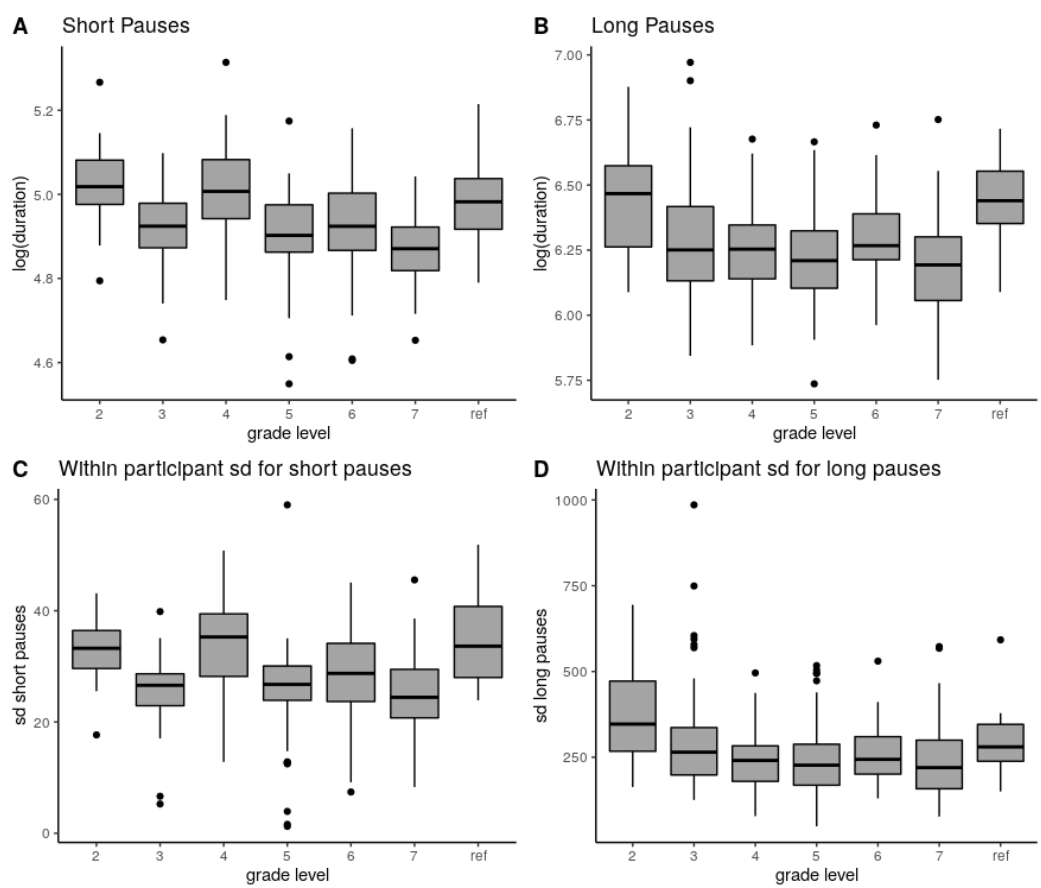 A Short Pauses
log(duration)
5.2
5.0
4.8
4.6
2 3 4 5 6 7 ref
grade level
B Long Pauses
log(duration)
7.00
6.75
6.50
6.25
6.00
5.75
2 3 4 5 6 7 ref
grade level
C Within participant sd for short pauses
sd short pauses
60
40
20
0
2 3 4 5 6 7 ref
grade level
D Within participant sd for long pauses
sd long pauses
1000
750
500
250
2 3 4 5 6 7 ref
grade level